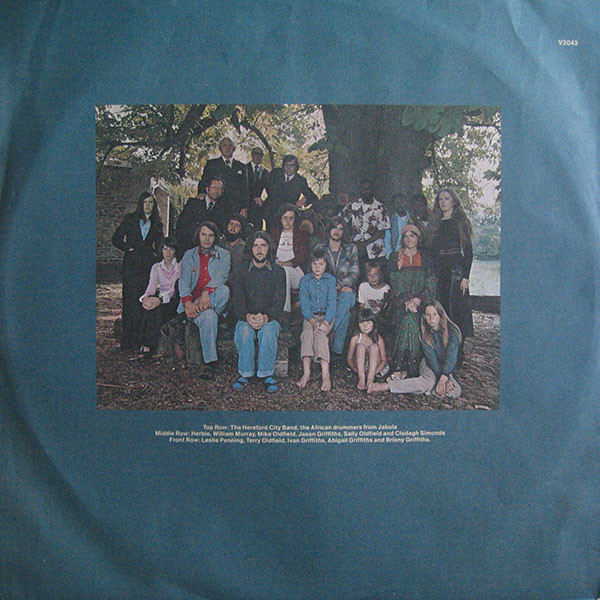 V2043
Top Row: The Hereford City Band, the African drummers from Jabula
Middle Row: Herbie, William Murray, Mike Oldfield, Jason Griffiths, Sally Oldfield and Clodagh Simonds
Front Row: Leslie Penning, Terry Oldfield, Ivan Griffiths, Abigail Griffiths and Briony Griffiths.